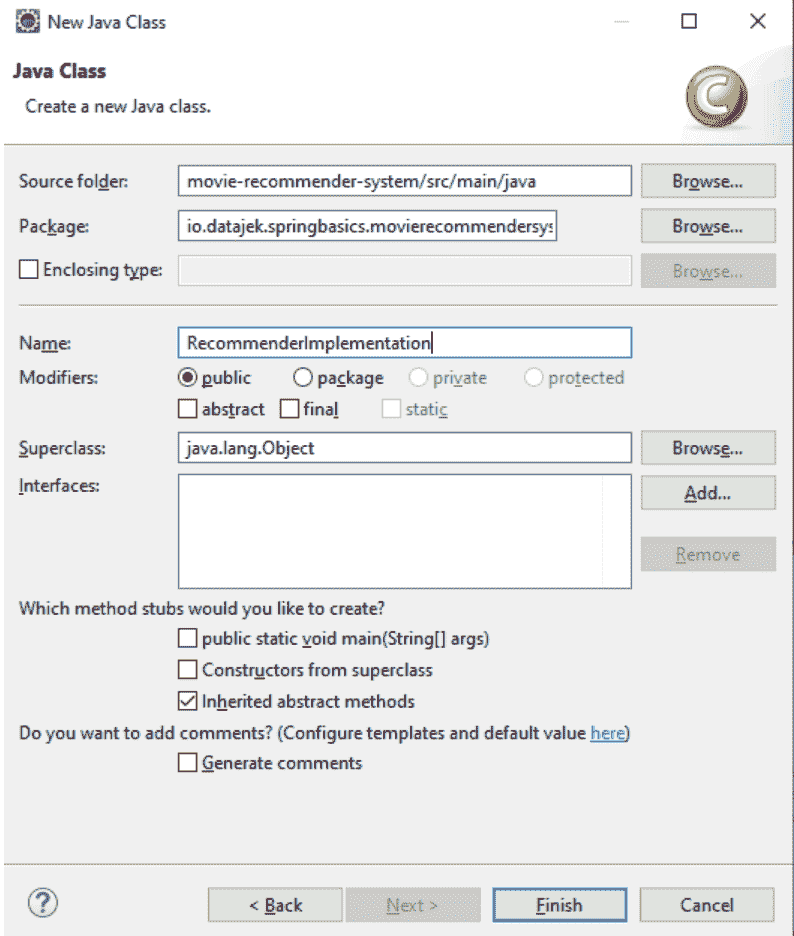 New Java Class
Java Class
Create a new Java class.
C
Source folder: movie-recommender-system/src/main/java Browse...
Package: io.datajek.springbasics.movierecommendersys Browse...
Enclosing type: Browse...
Name: RecommenderImplementation
Modifiers: public package private protected
abstract final static
Superclass: java.lang.Object Browse...
Interfaces: Add...
Remove
Which method stubs would you like to create?
public static void main(String[] args)
Constructors from superclass
Inherited abstract methods
Do you want to add comments? (Configure templates and default value here)
Generate comments
? < Back Next > Finish Cancel